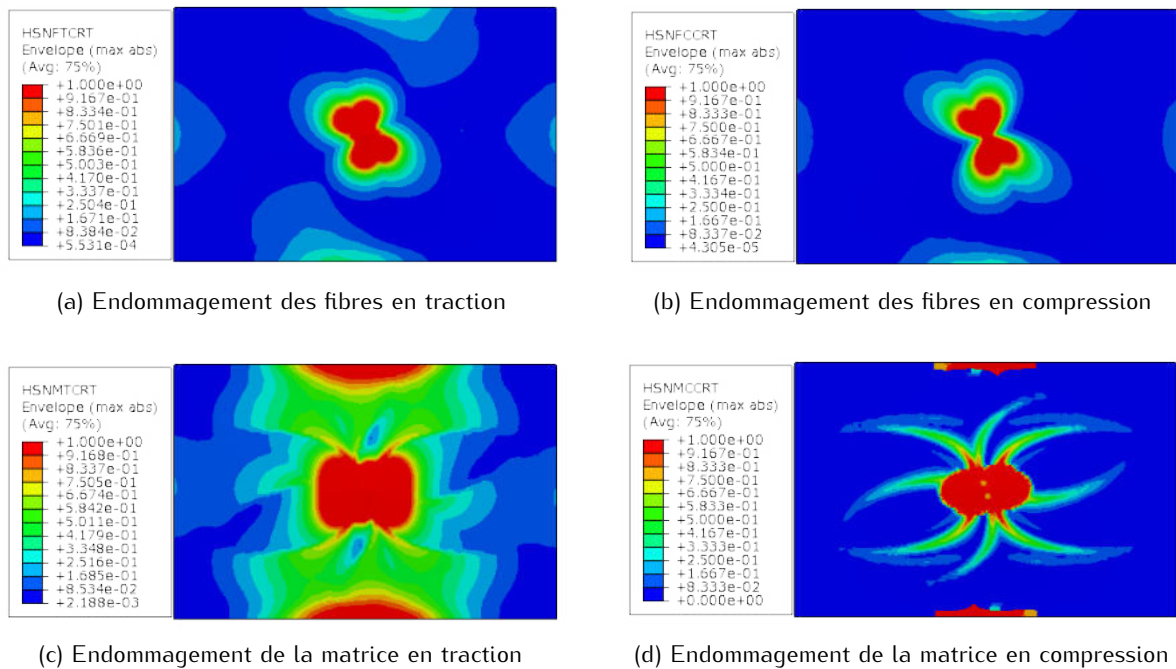 HSNFTCRT
Envelope (max abs)
(Avg: 75%)
+1.000e+00
+9.167e-01
+8.334e-01
+7.501e-01
+6.669e-01
+5.836e-01
+5.003e-01
+4.170e-01
+3.337e-01
+2.504e-01
+1.671e-01
+8.384e-02
+5.531e-04
HSNFCCRT
Envelope (max abs)
(Avg: 75%)
+1.000e+00
+9.167e-01
+8.333e-01
+7.500e-01
+6.667e-01
+5.834e-01
+5.000e-01
+4.167e-01
+3.334e-01
+2.500e-01
+1.667e-01
+8.337e-02
+4.305e-05
(a) Endommagement des fibres en traction
(b) Endommagement des fibres en compression
HSNMTCRT
Envelope (max abs)
(Avg: 75%)
+1.000e+00
+9.168e-01
+8.337e-01
+7.505e-01
+6.674e-01
+5.842e-01
+5.011e-01
+4.179e-01
+3.348e-01
+2.516e-01
+1.685e-01
+8.534e-02
+2.188e-03
HSNMCCRT
Envelope (max abs)
(Avg: 75%)
+1.000e+00
+9.167e-01
+8.333e-01
+7.500e-01
+6.667e-01
+5.833e-01
+5.000e-01
+4.167e-01
+3.333e-01
+2.500e-01
+1.667e-01
+8.333e-02
+0.000e+00
(c) Endommagement de la matrice en traction
(d) Endommagement de la matrice en compression